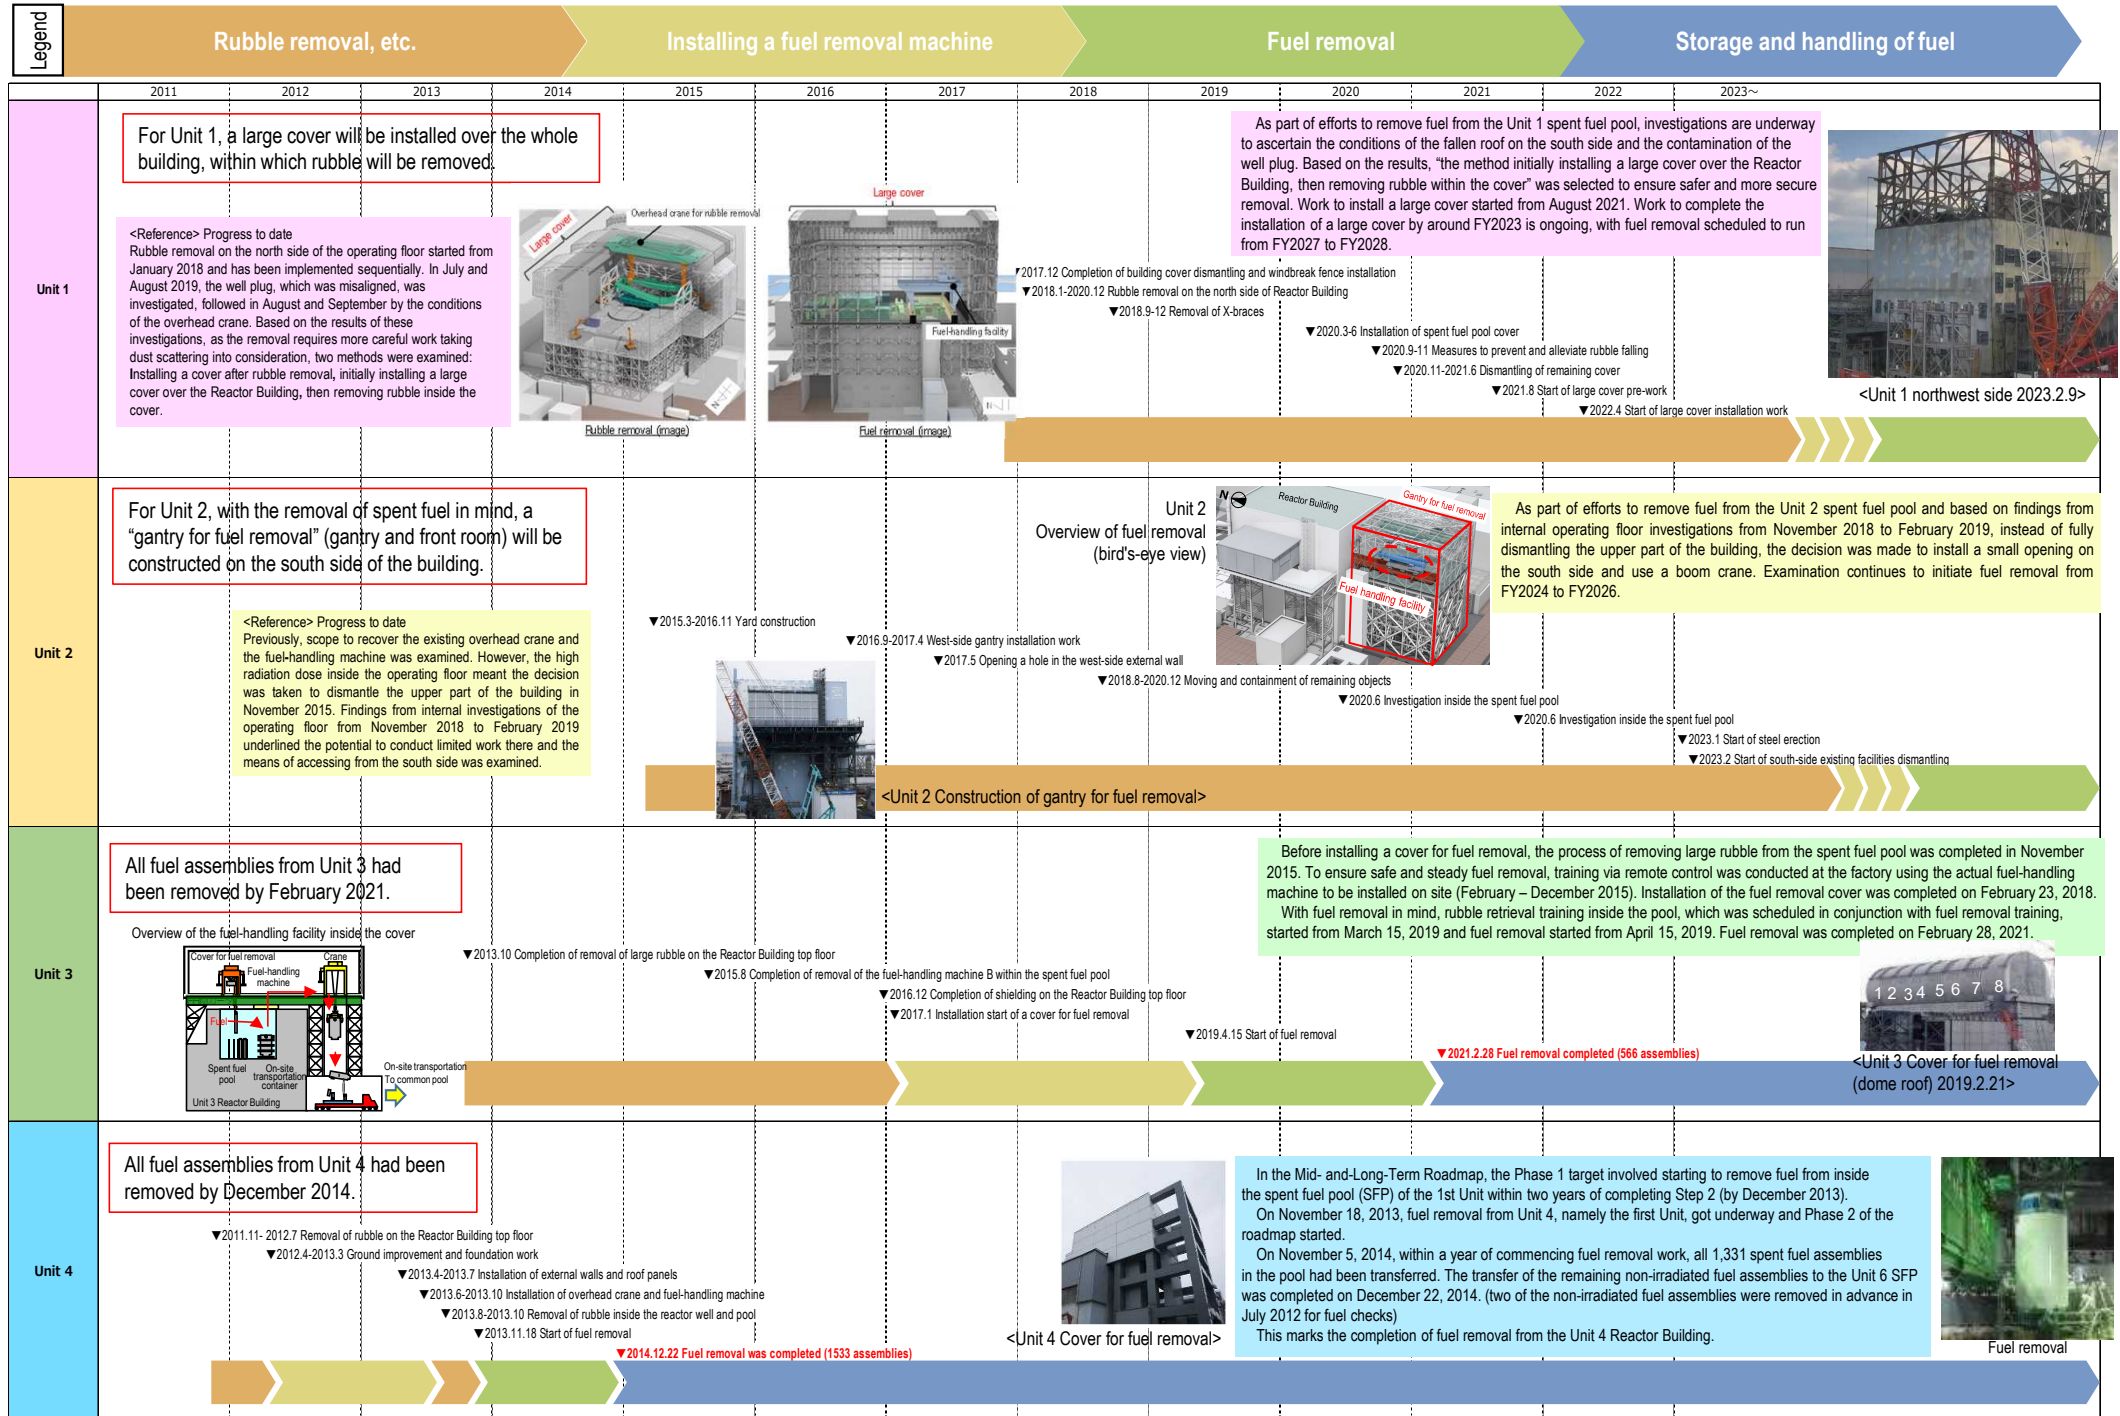 Legend
Rubble removal, etc.
Installing a fuel removal machine
Fuel removal
Storage and handling of fuel
2011 2012 2013 2014 2015 2016 2017 2018 2019 2020 2021 2022 2023～
Unit 1
For Unit 1, a large cover will be installed over the whole
building, within which rubble will be removed.
<Reference> Progress to date
Rubble removal on the north side of the operating floor started from
January 2018 and has been implemented sequentially. In July and
August 2019, the well plug, which was misaligned, was
investigated, followed in August and September by the conditions
of the overhead crane. Based on the results of these
investigations, as the removal requires more careful work taking
dust scattering into consideration, two methods were examined:
Installing a cover after rubble removal, initially installing a large
cover over the Reactor Building, then removing rubble inside the
cover.
Large cover
Overhead crane for rubble removal
N
Rubble removal (image)
Large cover
Fuel-handling facility
N
Fuel removal (image)
As part of efforts to remove fuel from the Unit 1 spent fuel pool, investigations are underway
to ascertain the conditions of the fallen roof on the south side and the contamination of the
well plug. Based on the results, “the method initially installing a large cover over the Reactor
Building, then removing rubble within the cover” was selected to ensure safer and more secure
removal. Work to install a large cover started from August 2021. Work to complete the
installation of a large cover by around FY2023 is ongoing, with fuel removal scheduled to run
from FY2027 to FY2028.
▼2017.12 Completion of building cover dismantling and windbreak fence installation
▼2018.1-2020.12 Rubble removal on the north side of Reactor Building
▼2018.9-12 Removal of X-braces
▼2020.3-6 Installation of spent fuel pool cover
▼2020.9-11 Measures to prevent and alleviate rubble falling
▼2020.11-2021.6 Dismantling of remaining cover
▼2021.8 Start of large cover pre-work
▼2022.4 Start of large cover installation work
<Unit 1 northwest side 2023.2.9>
Unit 2
For Unit 2, with the removal of spent fuel in mind, a
“gantry for fuel removal” (gantry and front room) will be
constructed on the south side of the building.
<Reference> Progress to date
Previously, scope to recover the existing overhead crane and
the fuel-handling machine was examined. However, the high
radiation dose inside the operating floor meant the decision
was taken to dismantle the upper part of the building in
November 2015. Findings from internal investigations of the
operating floor from November 2018 to February 2019
underlined the potential to conduct limited work there and the
means of accessing from the south side was examined.
Unit 2
Overview of fuel removal
(bird's-eye view)
N
Reactor Building
Gantry for fuel removal
Fuel handling facility
As part of efforts to remove fuel from the Unit 2 spent fuel pool and based on findings from
internal operating floor investigations from November 2018 to February 2019, instead of fully
dismantling the upper part of the building, the decision was made to install a small opening on
the south side and use a boom crane. Examination continues to initiate fuel removal from
FY2024 to FY2026.
▼2015.3-2016.11 Yard construction
▼2016.9-2017.4 West-side gantry installation work
▼2017.5 Opening a hole in the west-side external wall
▼2018.8-2020.12 Moving and containment of remaining objects
▼2020.6 Investigation inside the spent fuel pool
▼2020.6 Investigation inside the spent fuel pool
▼2023.1 Start of steel erection
▼2023.2 Start of south-side existing facilities dismantling
<Unit 2 Construction of gantry for fuel removal>
Unit 3
All fuel assemblies from Unit 3 had
been removed by February 2021.
Overview of the fuel-handling facility inside the cover
Cover for fuel removal
Crane
Fuel-handling
machine
Fuel
Spent fuel
pool
On-site
transportation
container
Unit 3 Reactor Building
On-site transportation
To common pool
▼2013.10 Completion of removal of large rubble on the Reactor Building top floor
▼2015.8 Completion of removal of the fuel-handling machine B within the spent fuel pool
▼2016.12 Completion of shielding on the Reactor Building top floor
▼2017.1 Installation start of a cover for fuel removal
▼2019.4.15 Start of fuel removal
▼2021.2.28 Fuel removal completed (566 assemblies)
Before installing a cover for fuel removal, the process of removing large rubble from the spent fuel pool was completed in November
2015. To ensure safe and steady fuel removal, training via remote control was conducted at the factory using the actual fuel-handling
machine to be installed on site (February – December 2015). Installation of the fuel removal cover was completed on February 23, 2018.
With fuel removal in mind, rubble retrieval training inside the pool, which was scheduled in conjunction with fuel removal training,
started from March 15, 2019 and fuel removal started from April 15, 2019. Fuel removal was completed on February 28, 2021.
1 2 3 4 5 6 7 8
<Unit 3 Cover for fuel removal
(dome roof) 2019.2.21>
Unit 4
All fuel assemblies from Unit 4 had been
removed by December 2014.
▼2011.11- 2012.7 Removal of rubble on the Reactor Building top floor
▼2012.4-2013.3 Ground improvement and foundation work
▼2013.4-2013.7 Installation of external walls and roof panels
▼2013.6-2013.10 Installation of overhead crane and fuel-handling machine
▼2013.8-2013.10 Removal of rubble inside the reactor well and pool
▼2013.11.18 Start of fuel removal
▼2014.12.22 Fuel removal was completed (1533 assemblies)
<Unit 4 Cover for fuel removal>
In the Mid- and-Long-Term Roadmap, the Phase 1 target involved starting to remove fuel from inside
the spent fuel pool (SFP) of the 1st Unit within two years of completing Step 2 (by December 2013).
On November 18, 2013, fuel removal from Unit 4, namely the first Unit, got underway and Phase 2 of the
roadmap started.
On November 5, 2014, within a year of commencing fuel removal work, all 1,331 spent fuel assemblies
in the pool had been transferred. The transfer of the remaining non-irradiated fuel assemblies to the Unit 6 SFP
was completed on December 22, 2014. (two of the non-irradiated fuel assemblies were removed in advance in
July 2012 for fuel checks)
This marks the completion of fuel removal from the Unit 4 Reactor Building.
Fuel removal